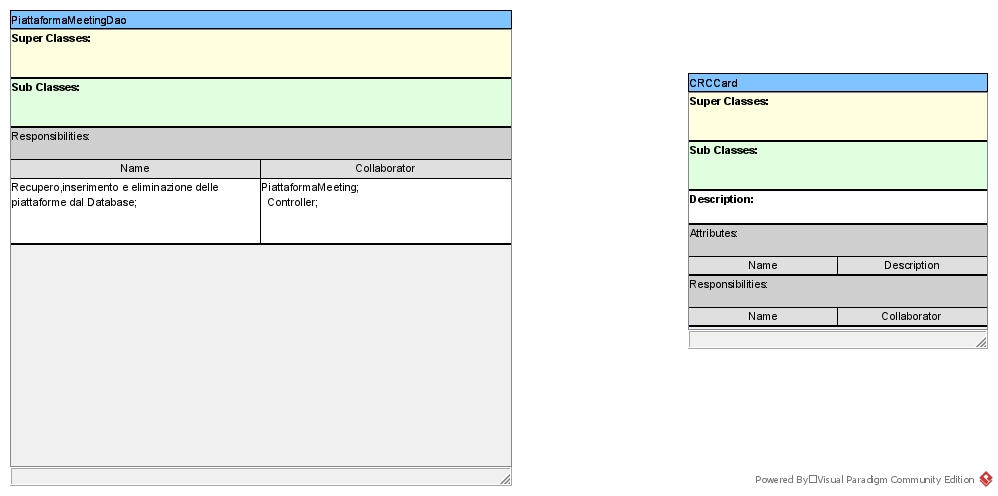 PiattaformaMeetingDao
Super Classes:
Sub Classes:
Responsibilities:
Name Collaborator
Recupero,inserimento e eliminazione delle PiattaformaMeeting;
piattaforme dal Database; Controller;
CRCCard
Super Classes:
Sub Classes:
Description:
Attributes:
Name Description
Responsibilities:
Name Collaborator
Powered By□Visual Paradigm Community Edition